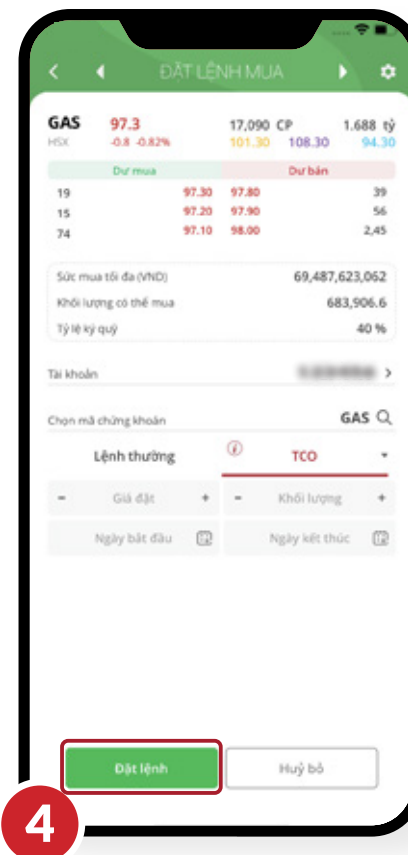 ĐẶT LỆNH MUA
GAS 97.3 17,090 CP 1.688 tỷ
HSX -0.8 -0.82% 101.30 108.30 94.30
Dư mua Dư bán
19 97.30 97.80 39
15 97.20 97.90 56
74 97.10 98.00 2,45
Sức mua tối đa (VND) 69,487,623,062
Khối lượng có thể mua 683,906.6
Tỷ lệ ký quỹ 40 %
Tài khoản
Chọn mã chứng khoán GAS
Lệnh thường i TCO
- Giá đặt + - Khối lượng +
Ngày bắt đầu Ngày kết thúc
Đặt lệnh Huỷ bỏ
4